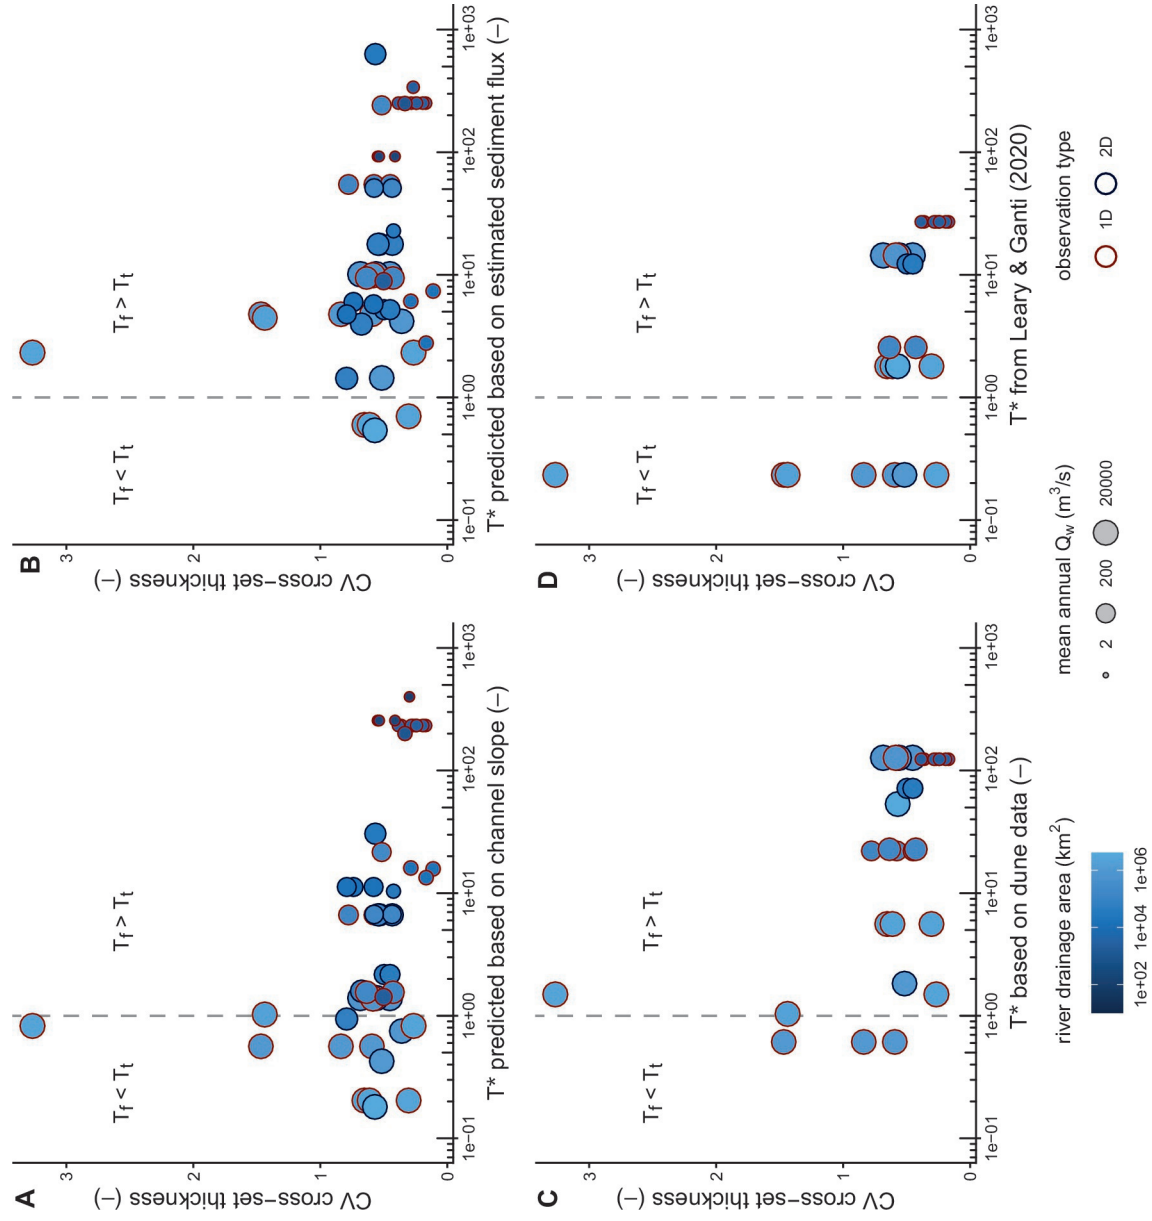 A
CV cross−set thickness (−)
3
2
1
0
T_f < T_t
T_f > T_t
1e−01
1e+00
1e+01
1e+02
1e+03
T* predicted based on channel slope (−)
B
CV cross−set thickness (−)
3
2
1
0
T_f < T_t
T_f > T_t
1e−01
1e+00
1e+01
1e+02
1e+03
T* predicted based on estimated sediment flux (−)
C
CV cross−set thickness (−)
3
2
1
0
T_f < T_t
T_f > T_t
1e−01
1e+00
1e+01
1e+02
1e+03
T* based on dune data (−)
D
CV cross−set thickness (−)
3
2
1
0
T_f < T_t
T_f > T_t
1e−01
1e+00
1e+01
1e+02
1e+03
T* from Leary & Ganti (2020)
river drainage area (km²)
1e+02 1e+04 1e+06
mean annual Q_w (m³/s)
2 200 20000
observation type
1D 2D